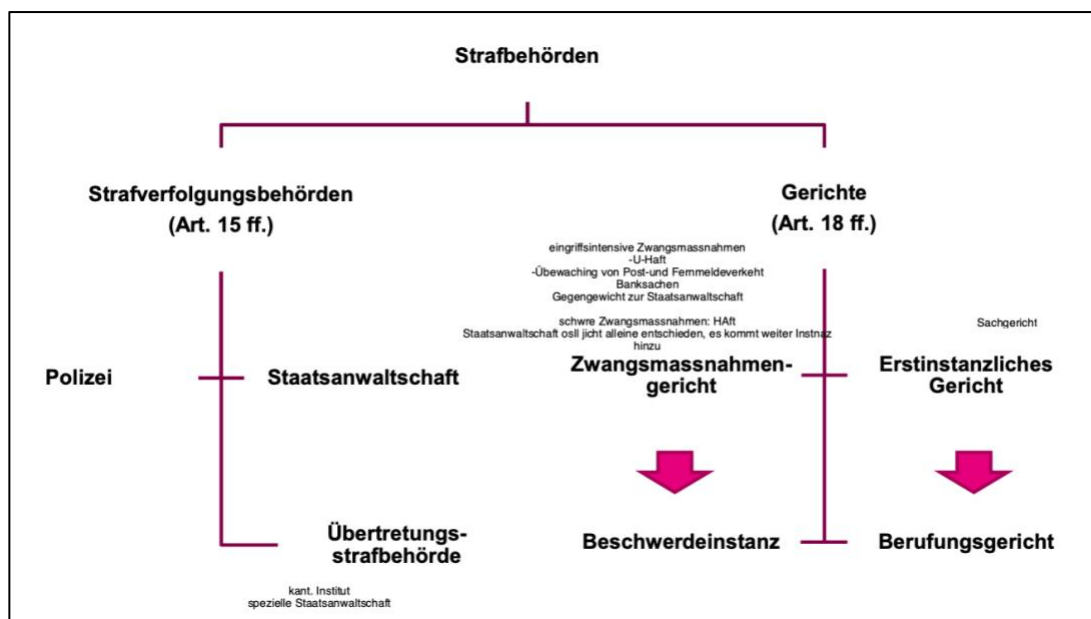 Strafbehörden
Strafverfolgungsbehörden
(Art. 15 ff.)
Gerichte
(Art. 18 ff.)
eingriffsintensive Zwangsmassnahmen
-U-Haft
-Übewaching von Post-und Fernmeldeverkeht
Banksachen
Gegengewicht zur Staatsanwaltschaft
schwre Zwangsmassnahmen: HAft
Staatsanwaltschaft osll jicht alleine entschieden, es kommt weiter Instnaz
hinzu
Sachgericht
Polizei
Staatsanwaltschaft
Zwangsmassnahmen-
gericht
Erstinstanzliches
Gericht
Übertretungs-
strafbehörde
Beschwerdeinstanz
Berufungsgericht
kant. Institut
spezielle Staatsanwaltschaft